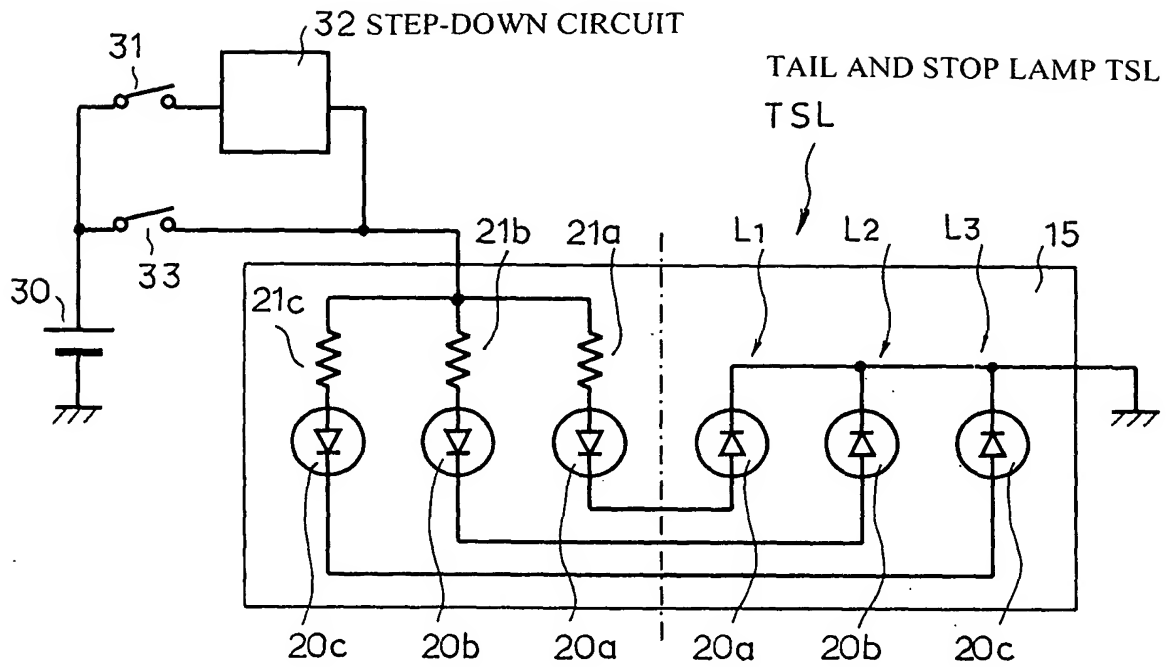 32 STEP-DOWN CIRCUIT
31
TAIL AND STOP LAMP TSL
TSL
33
21b
21a
L1
L2
L3
15
30
21c
20c
20b
20a
20a
20b
20c